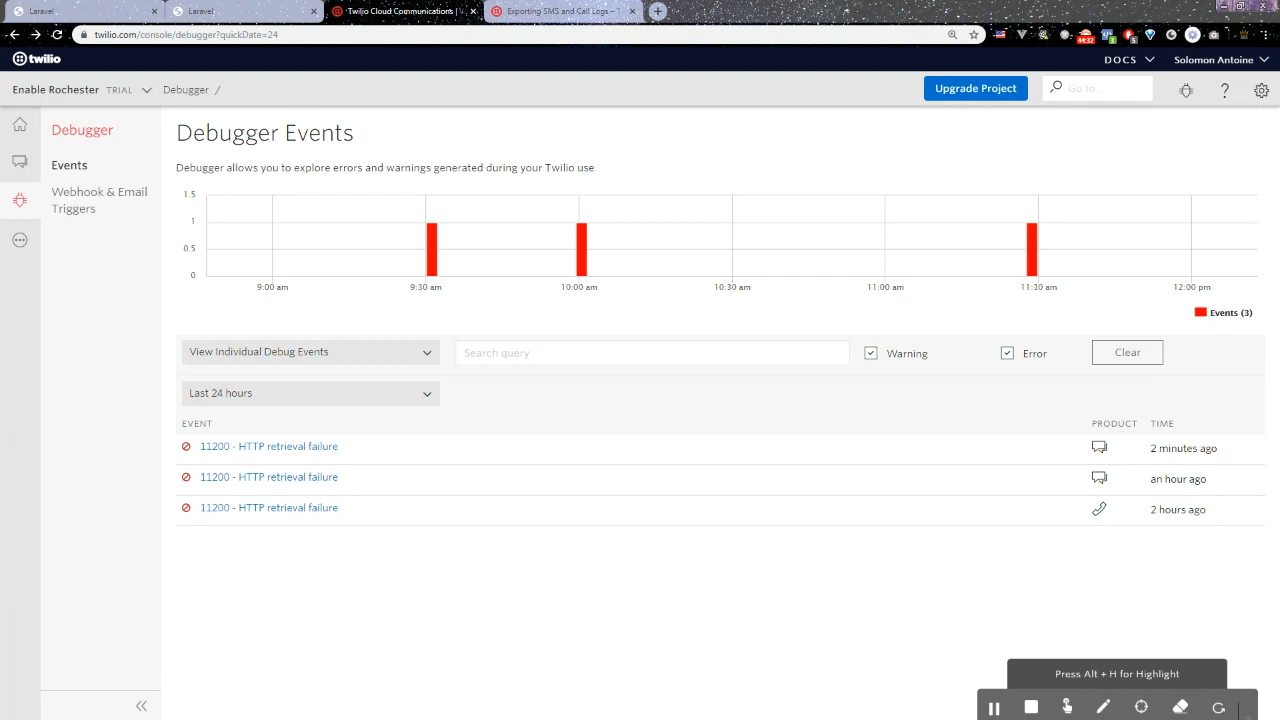 Laravel
Laravel
Twilio Cloud Communications | 
Exporting SMS and Call Logs – T
twilio.com/console/debugger?quickDate=24
44:32
twilio
DOCS
Solomon Antoine
Enable Rochester TRIAL
Debugger /
Upgrade Project
Go to...
Debugger
Events
Webhook & Email
Triggers
Debugger Events
Debugger allows you to explore errors and warnings generated during your Twilio use.
1.5
1
0.5
0
9:00 am
9:30 am
10:00 am
10:30 am
11:00 am
11:30 am
12:00 pm
Events (3)
View Individual Debug Events
Search query
Warning
Error
Clear
Last 24 hours
EVENT
PRODUCT
TIME
11200 - HTTP retrieval failure
2 minutes ago
11200 - HTTP retrieval failure
an hour ago
11200 - HTTP retrieval failure
2 hours ago
Press Alt + H for Highlight